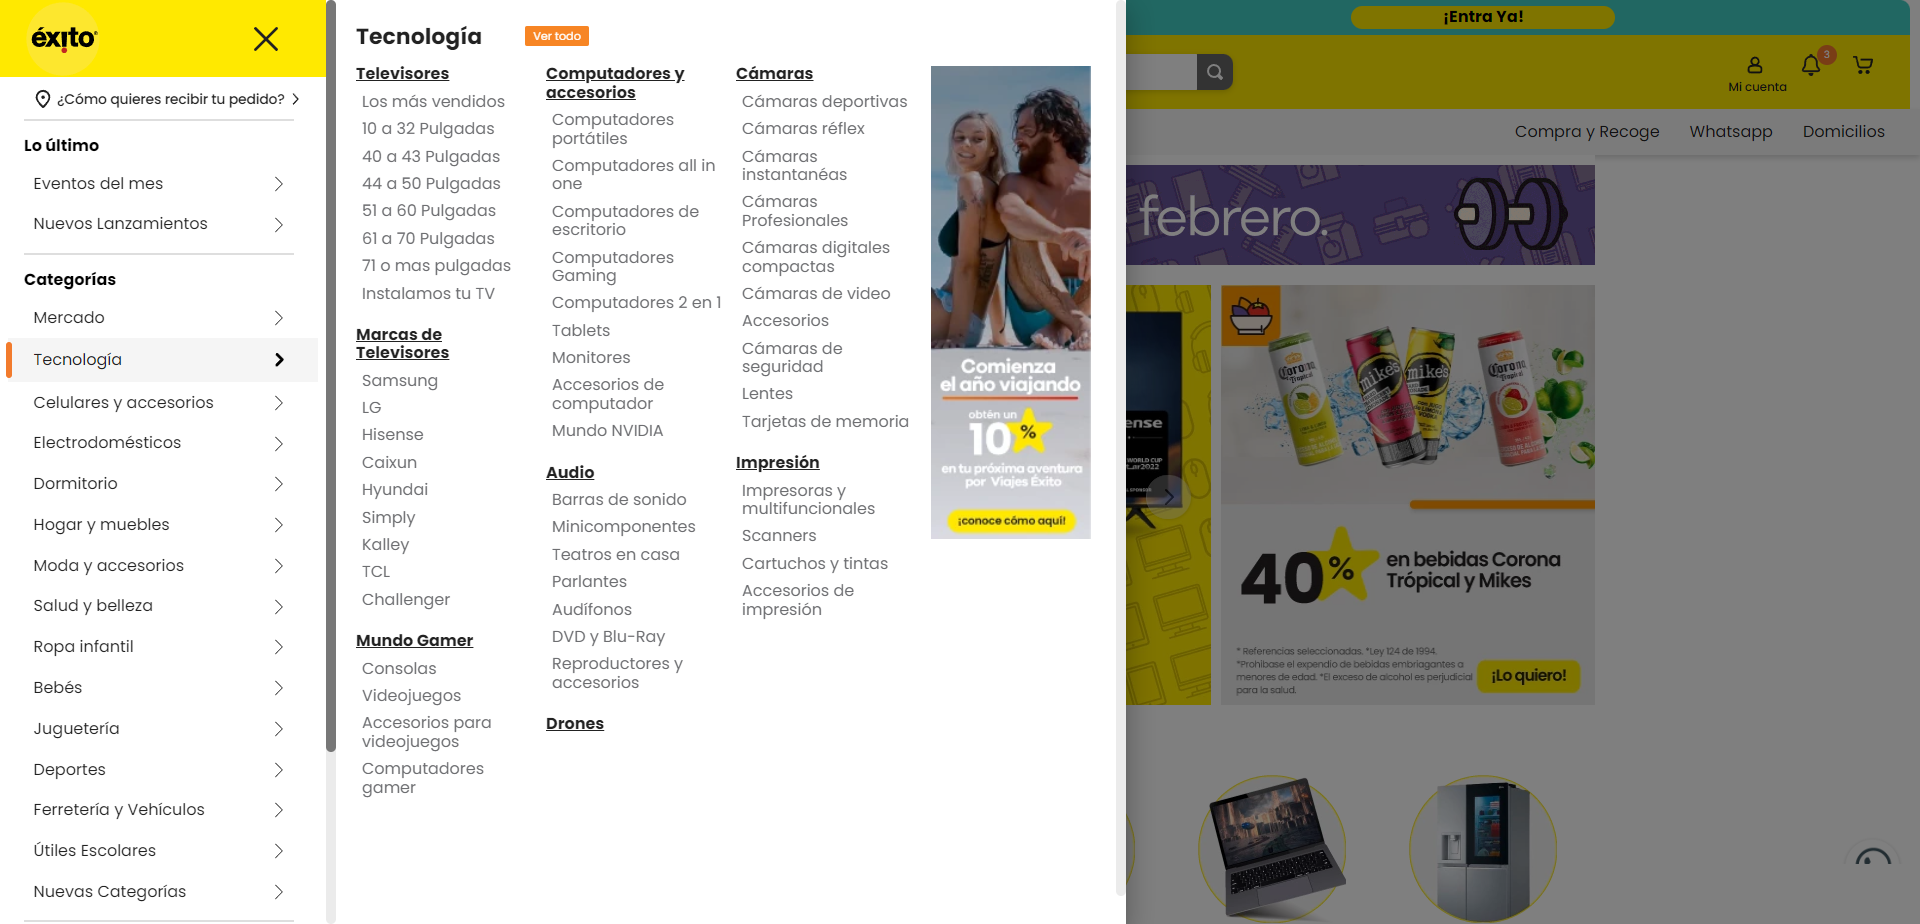 éxito
¿Cómo quieres recibir tu pedido?
Lo último
Eventos del mes
Nuevos Lanzamientos
Categorías
Mercado
Tecnología
Celulares y accesorios
Electrodomésticos
Dormitorio
Hogar y muebles
Moda y accesorios
Salud y belleza
Ropa infantil
Bebés
Juguetería
Deportes
Ferretería y Vehículos
Útiles Escolares
Nuevas Categorías
Tecnología
Ver todo
Televisores
Los más vendidos
10 a 32 Pulgadas
40 a 43 Pulgadas
44 a 50 Pulgadas
51 a 60 Pulgadas
61 a 70 Pulgadas
71 o mas pulgadas
Instalamos tu TV
Marcas de
Televisores
Samsung
LG
Hisense
Caixun
Hyundai
Simply
Kalley
TCL
Challenger
Mundo Gamer
Consolas
Videojuegos
Accesorios para
videojuegos
Computadores
gamer
Computadores y
accesorios
Computadores
portátiles
Computadores all in
one
Computadores de
escritorio
Computadores
Gaming
Computadores 2 en 1
Tablets
Monitores
Accesorios de
computador
Mundo NVIDIA
Audio
Barras de sonido
Minicomponentes
Teatros en casa
Parlantes
Audífonos
DVD y Blu-Ray
Reproductores y
accesorios
Drones
Cámaras
Cámaras deportivas
Cámaras réflex
Cámaras
instantanéas
Cámaras
Profesionales
Cámaras digitales
compactas
Cámaras de video
Accesorios
Cámaras de
seguridad
Lentes
Tarjetas de memoria
Impresión
Impresoras y
multifuncionales
Scanners
Cartuchos y tintas
Accesorios de
impresión
Comienza
el año viajando
obtén un
10%
en tu próxima aventura
por Viajes Éxito
¡conoce cómo aquí!
¡Entra Ya!
3
Mi cuenta
Compra y Recoge
Whatsapp
Domicilios
febrero.
ense
WORLD CUP
SPONSOR
Corona
Tropical
mike's
mike's
Corona
Tropical
40%
en bebidas Corona
Trópical y Mikes
* Referencias seleccionadas. *Ley 124 de 1994.
*Prohíbase el expendio de bebidas embriagantes a
menores de edad. *El exceso de alcohol es perjudicial
para la salud.
¡Lo quiero!